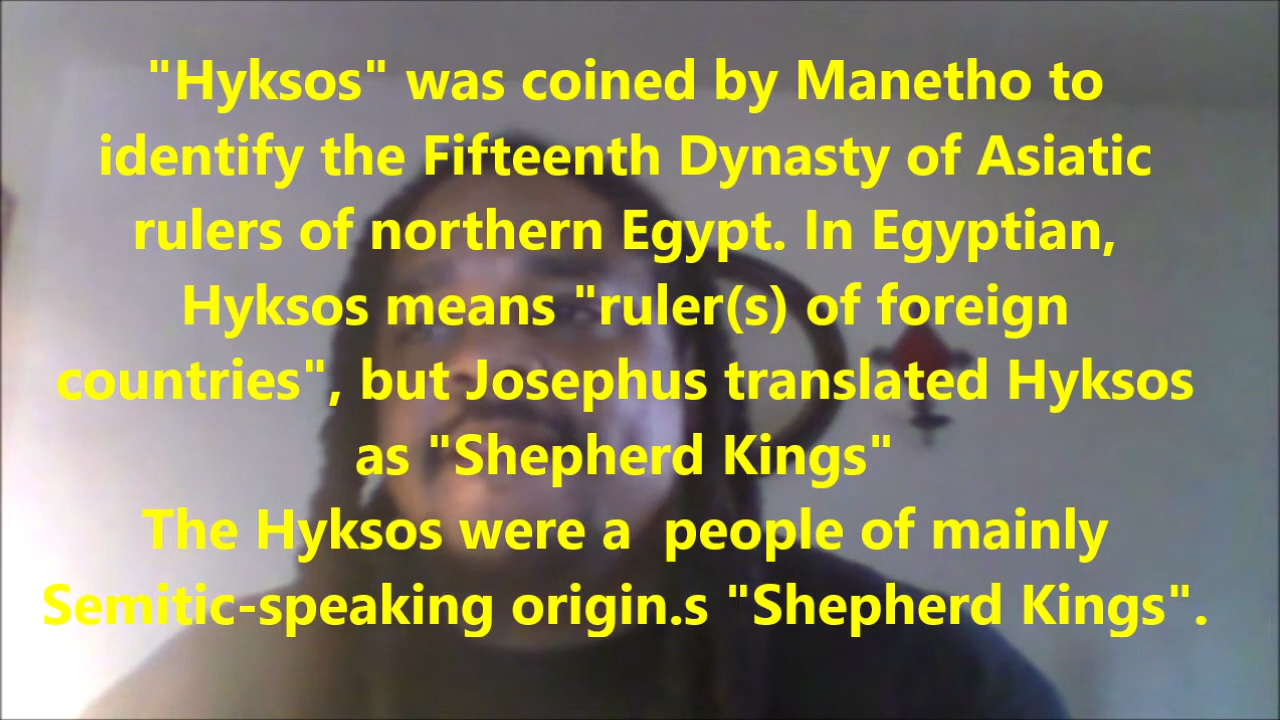 "Hyksos" was coined by Manetho to
identify the Fifteenth Dynasty of Asiatic
rulers of northern Egypt. In Egyptian,
Hyksos means "ruler(s) of foreign
countries", but Josephus translated Hyksos
as "Shepherd Kings"
The Hyksos were a  people of mainly
Semitic-speaking origin.s "Shepherd Kings".